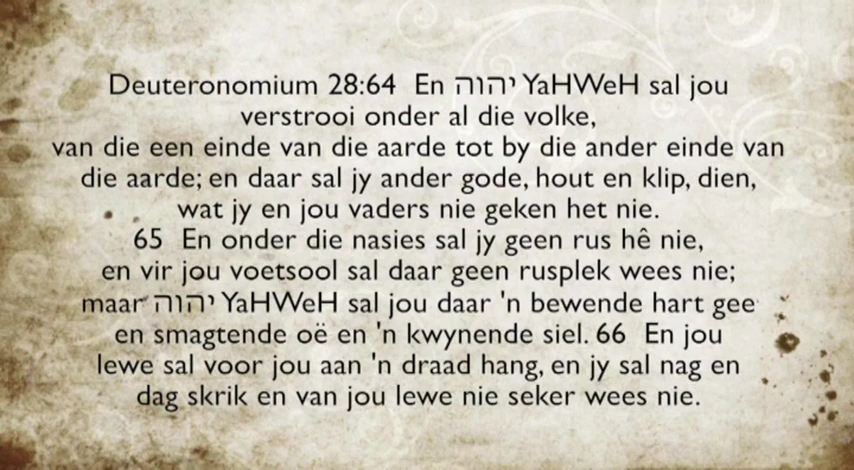 Deuteronomium 28:64 En יהוה YaHWeH sal jou
verstrooi onder al die volke,
van die een einde van die aarde tot by die ander einde van
die aarde; en daar sal jy ander gode, hout en klip, dien,
wat jy en jou vaders nie geken het nie.
65 En onder die nasies sal jy geen rus hê nie,
en vir jou voetsool sal daar geen rusplek wees nie;
maar יהוה YaHWeH sal jou daar 'n bewende hart gee
en smagtende oë en 'n kwynende siel. 66 En jou
lewe sal voor jou aan 'n draad hang, en jy sal nag en
dag skrik en van jou lewe nie seker wees nie.